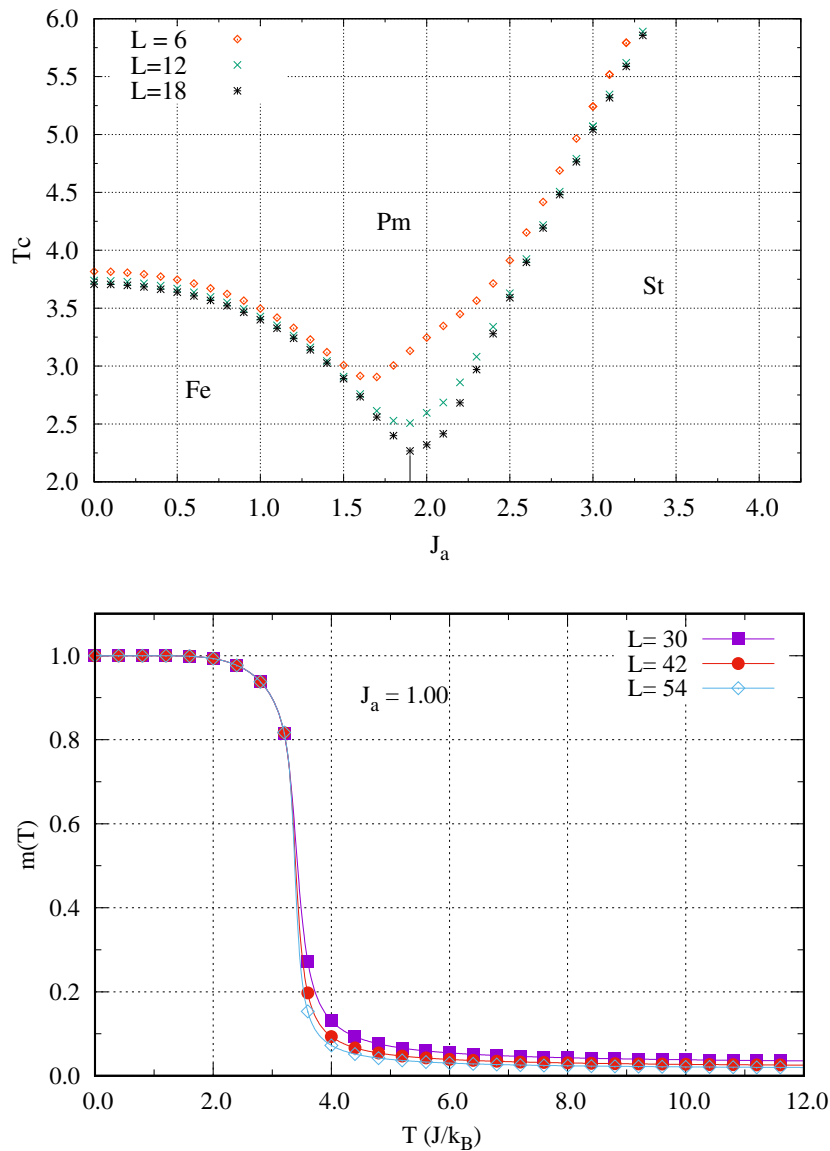 6.0
L = 6
L=12
L=18
5.5
5.0
4.5
Pm
4.0
Tc
St
3.5
3.0
Fe
2.5
2.0
0.0 0.5 1.0 1.5 2.0 2.5 3.0 3.5 4.0
J_a
L= 30
1.0
L= 42
J_a = 1.00
L= 54
0.8
0.6
m(T)
0.4
0.2
0.0
0.0 2.0 4.0 6.0 8.0 10.0 12.0
T (J/k_B)